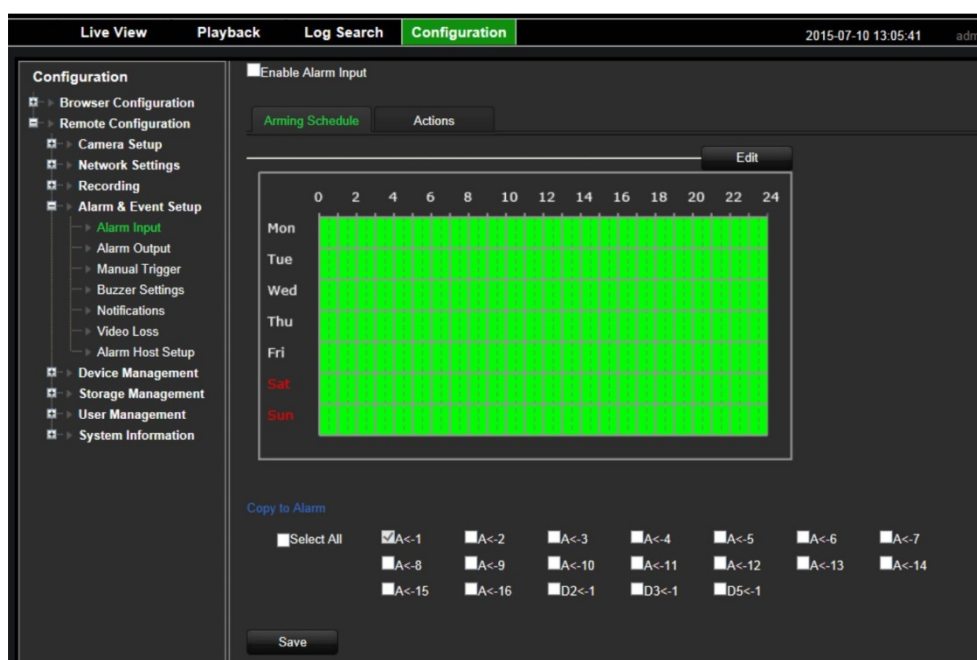 Live View Playback Log Search Configuration 2015-07-10 13:05:41 adm
Configuration
Browser Configuration
Remote Configuration
Camera Setup
Network Settings
Recording
Alarm & Event Setup
Alarm Input
Alarm Output
Manual Trigger
Buzzer Settings
Notifications
Video Loss
Alarm Host Setup
Device Management
Storage Management
User Management
System Information
Enable Alarm Input
Arming Schedule Actions
Edit
0 2 4 6 8 10 12 14 16 18 20 22 24
Mon
Tue
Wed
Thu
Fri
Sat
Sun
Copy to Alarm
Select All A<-1 A<-2 A<-3 A<-4 A<-5 A<-6 A<-7
A<-8 A<-9 A<-10 A<-11 A<-12 A<-13 A<-14
A<-15 A<-16 D2<-1 D3<-1 D5<-1
Save